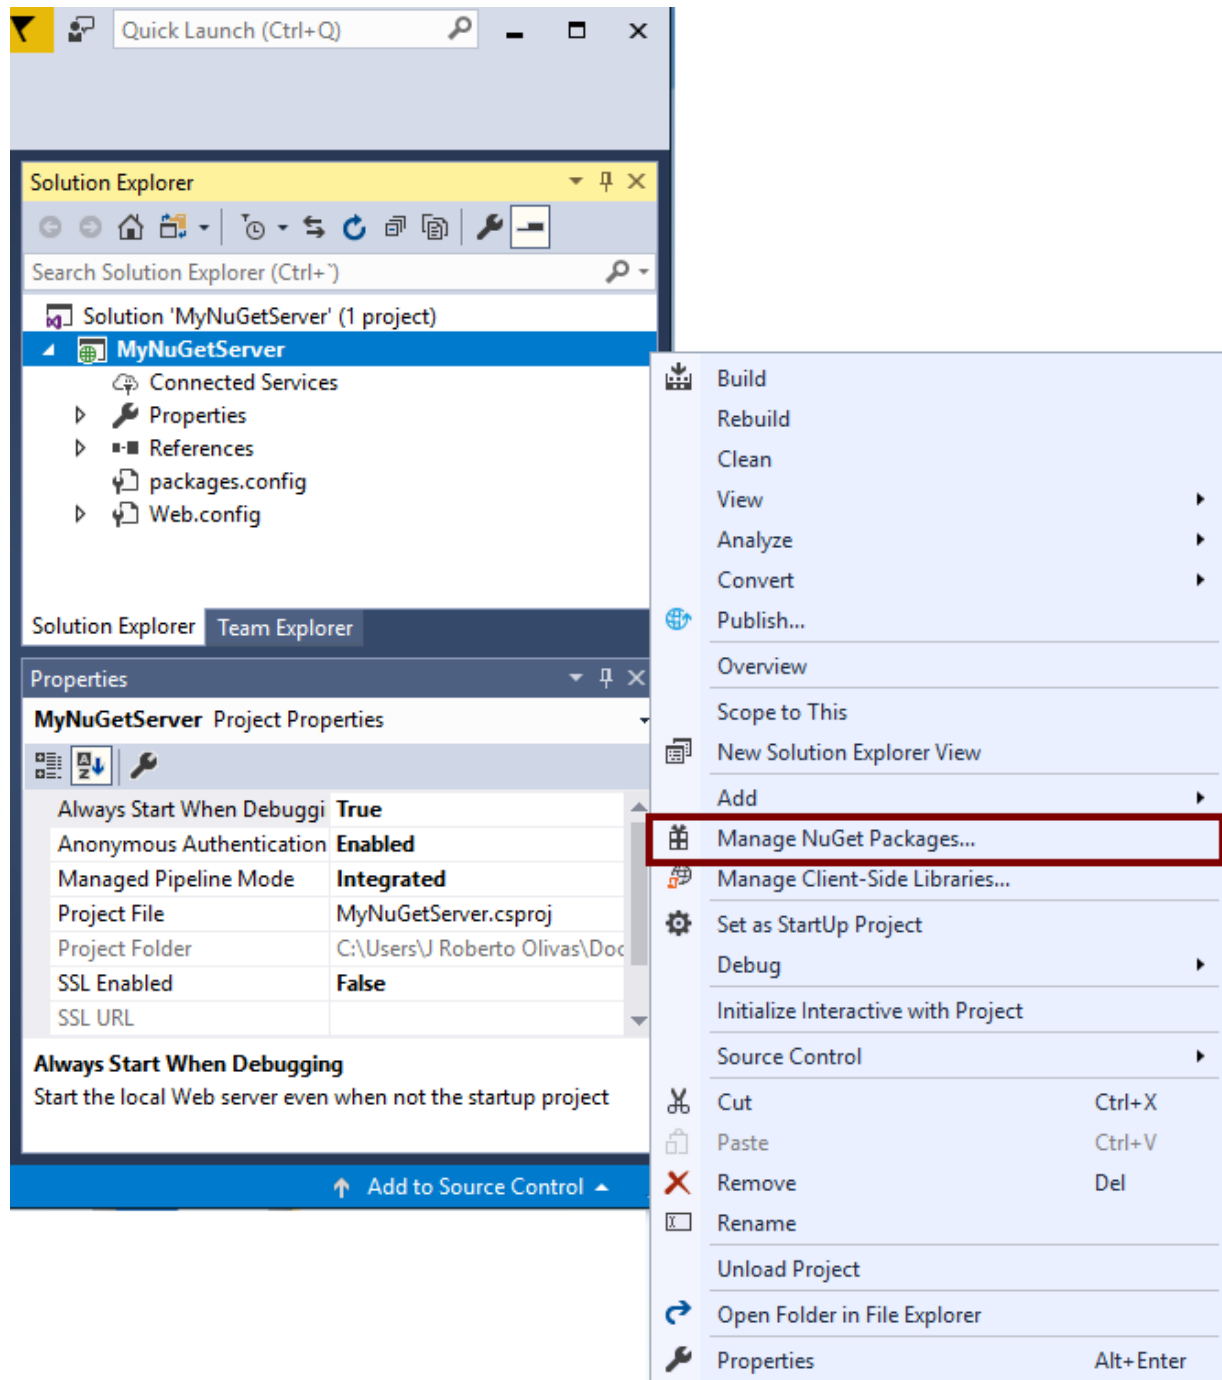 Quick Launch (Ctrl+Q)
Solution Explorer
Search Solution Explorer (Ctrl+`)
Solution 'MyNuGetServer' (1 project)
MyNuGetServer
Connected Services
Properties
References
packages.config
Web.config
Solution Explorer Team Explorer
Properties
MyNuGetServer Project Properties
Always Start When Debuggi True
Anonymous Authentication Enabled
Managed Pipeline Mode Integrated
Project File MyNuGetServer.csproj
Project Folder C:\Users\J Roberto Olivas\Doc
SSL Enabled False
SSL URL
Always Start When Debugging
Start the local Web server even when not the startup project
Add to Source Control
Build
Rebuild
Clean
View
Analyze
Convert
Publish...
Overview
Scope to This
New Solution Explorer View
Add
Manage NuGet Packages...
Manage Client-Side Libraries...
Set as StartUp Project
Debug
Initialize Interactive with Project
Source Control
Cut Ctrl+X
Paste Ctrl+V
Remove Del
Rename
Unload Project
Open Folder in File Explorer
Properties Alt+Enter